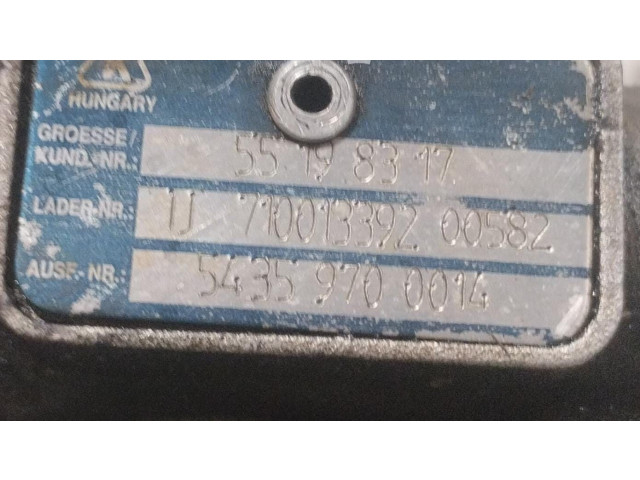 HUNGARY
GROESSE/
KUND.-NR.: 55 19 83 17
LADER-NR.: U 710013392 00582
AUSF.-NR.: 5435 970 0014